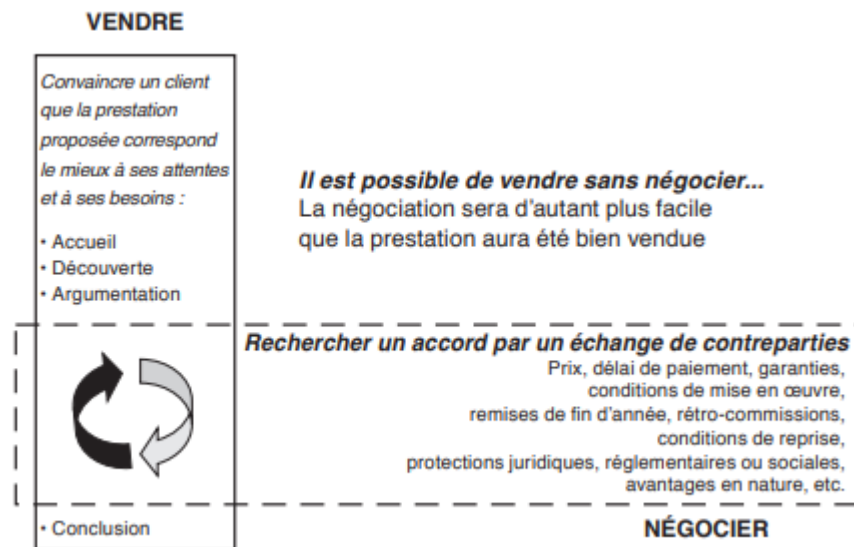 VENDRE
Convaincre un client
que la prestation
proposée correspond
le mieux à ses attentes
et à ses besoins :
• Accueil
• Découverte
• Argumentation
Il est possible de vendre sans négocier...
La négociation sera d'autant plus facile
que la prestation aura été bien vendue
Rechercher un accord par un échange de contreparties
Prix, délai de paiement, garanties,
conditions de mise en œuvre,
remises de fin d'année, rétro-commissions,
conditions de reprise,
protections juridiques, réglementaires ou sociales,
avantages en nature, etc.
• Conclusion
NÉGOCIER